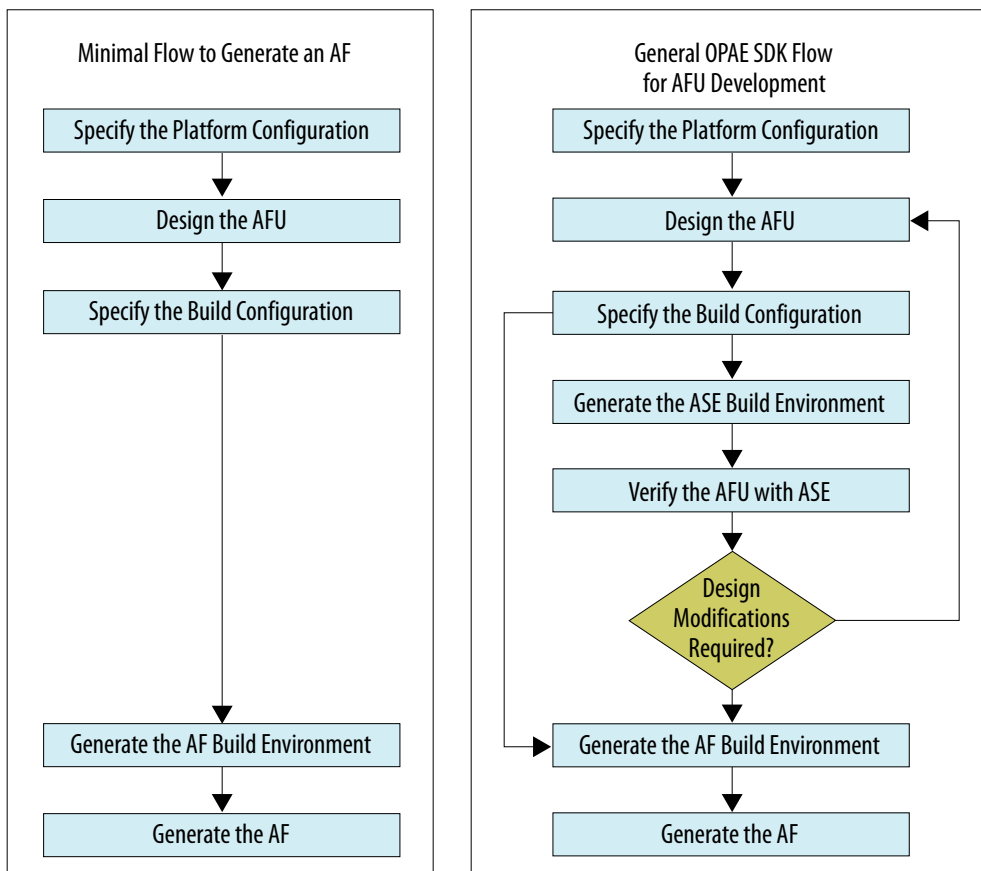 Minimal Flow to Generate an AF
Specify the Platform Configuration
Design the AFU
Specify the Build Configuration
Generate the AF Build Environment
Generate the AF
General OPAE SDK Flow
for AFU Development
Specify the Platform Configuration
Design the AFU
Specify the Build Configuration
Generate the ASE Build Environment
Verify the AFU with ASE
Design
Modifications
Required?
Generate the AF Build Environment
Generate the AF